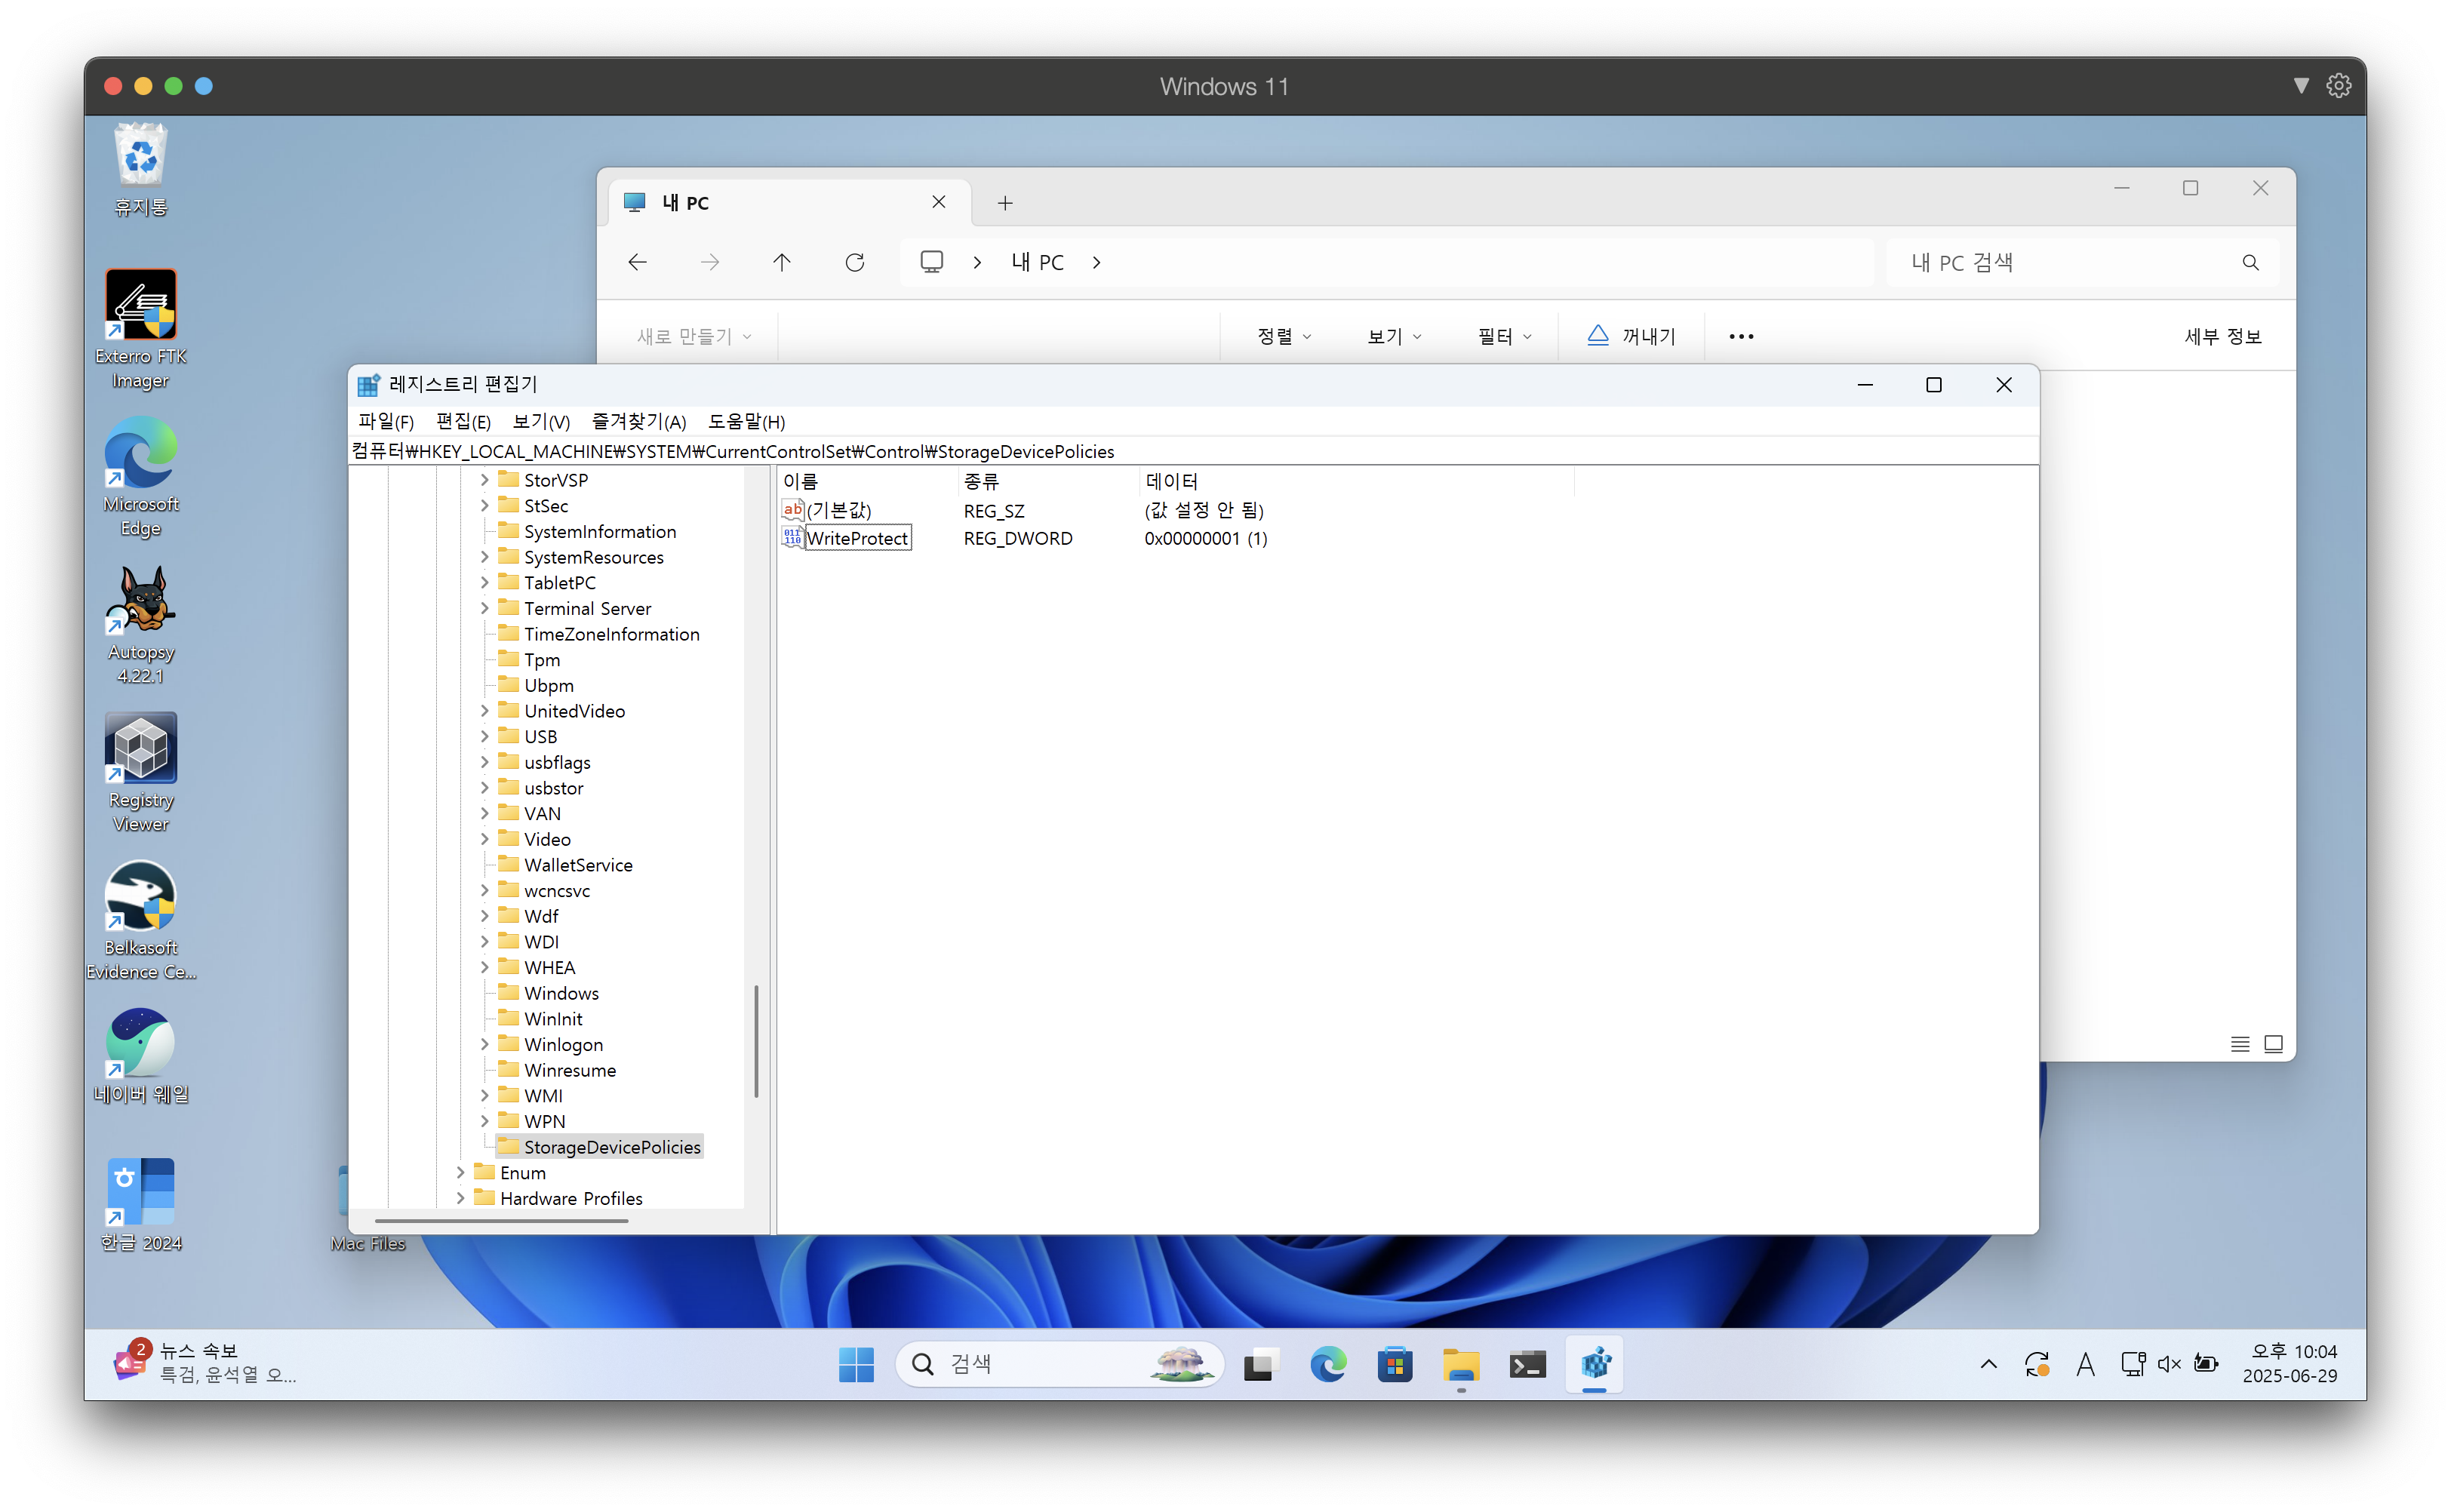 Windows 11
휴지통
Exterro FTK
Imager
Microsoft
Edge
Autopsy
4.22.1
Registry
Viewer
Belkasoft
Evidence Ce...
네이버 웨일
한글 2024
Mac Files
내 PC
내 PC
내 PC 검색
새로 만들기
정렬
보기
필터
꺼내기
세부 정보
레지스트리 편집기
파일(F) 편집(E) 보기(V) 즐겨찾기(A) 도움말(H)
컴퓨터₩HKEY_LOCAL_MACHINE₩SYSTEM₩CurrentControlSet₩Control₩StorageDevicePolicies
StorVSP
StSec
SystemInformation
SystemResources
TabletPC
Terminal Server
TimeZoneInformation
Tpm
Ubpm
UnitedVideo
USB
usbflags
usbstor
VAN
Video
WalletService
wcncsvc
Wdf
WDI
WHEA
Windows
WinInit
Winlogon
Winresume
WMI
WPN
StorageDevicePolicies
Enum
Hardware Profiles
이름 종류 데이터
ab (기본값) REG_SZ (값 설정 안 됨)
011 110 WriteProtect REG_DWORD 0x00000001 (1)
2
뉴스 속보
특검, 윤석열 오...
검색
A
오후 10:04
2025-06-29